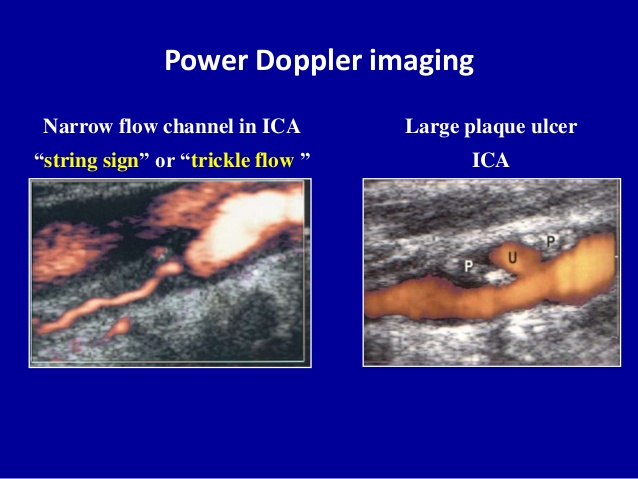 Power Doppler imaging
Narrow flow channel in ICA
“string sign” or “trickle flow ”
Large plaque ulcer
ICA
P
U
P